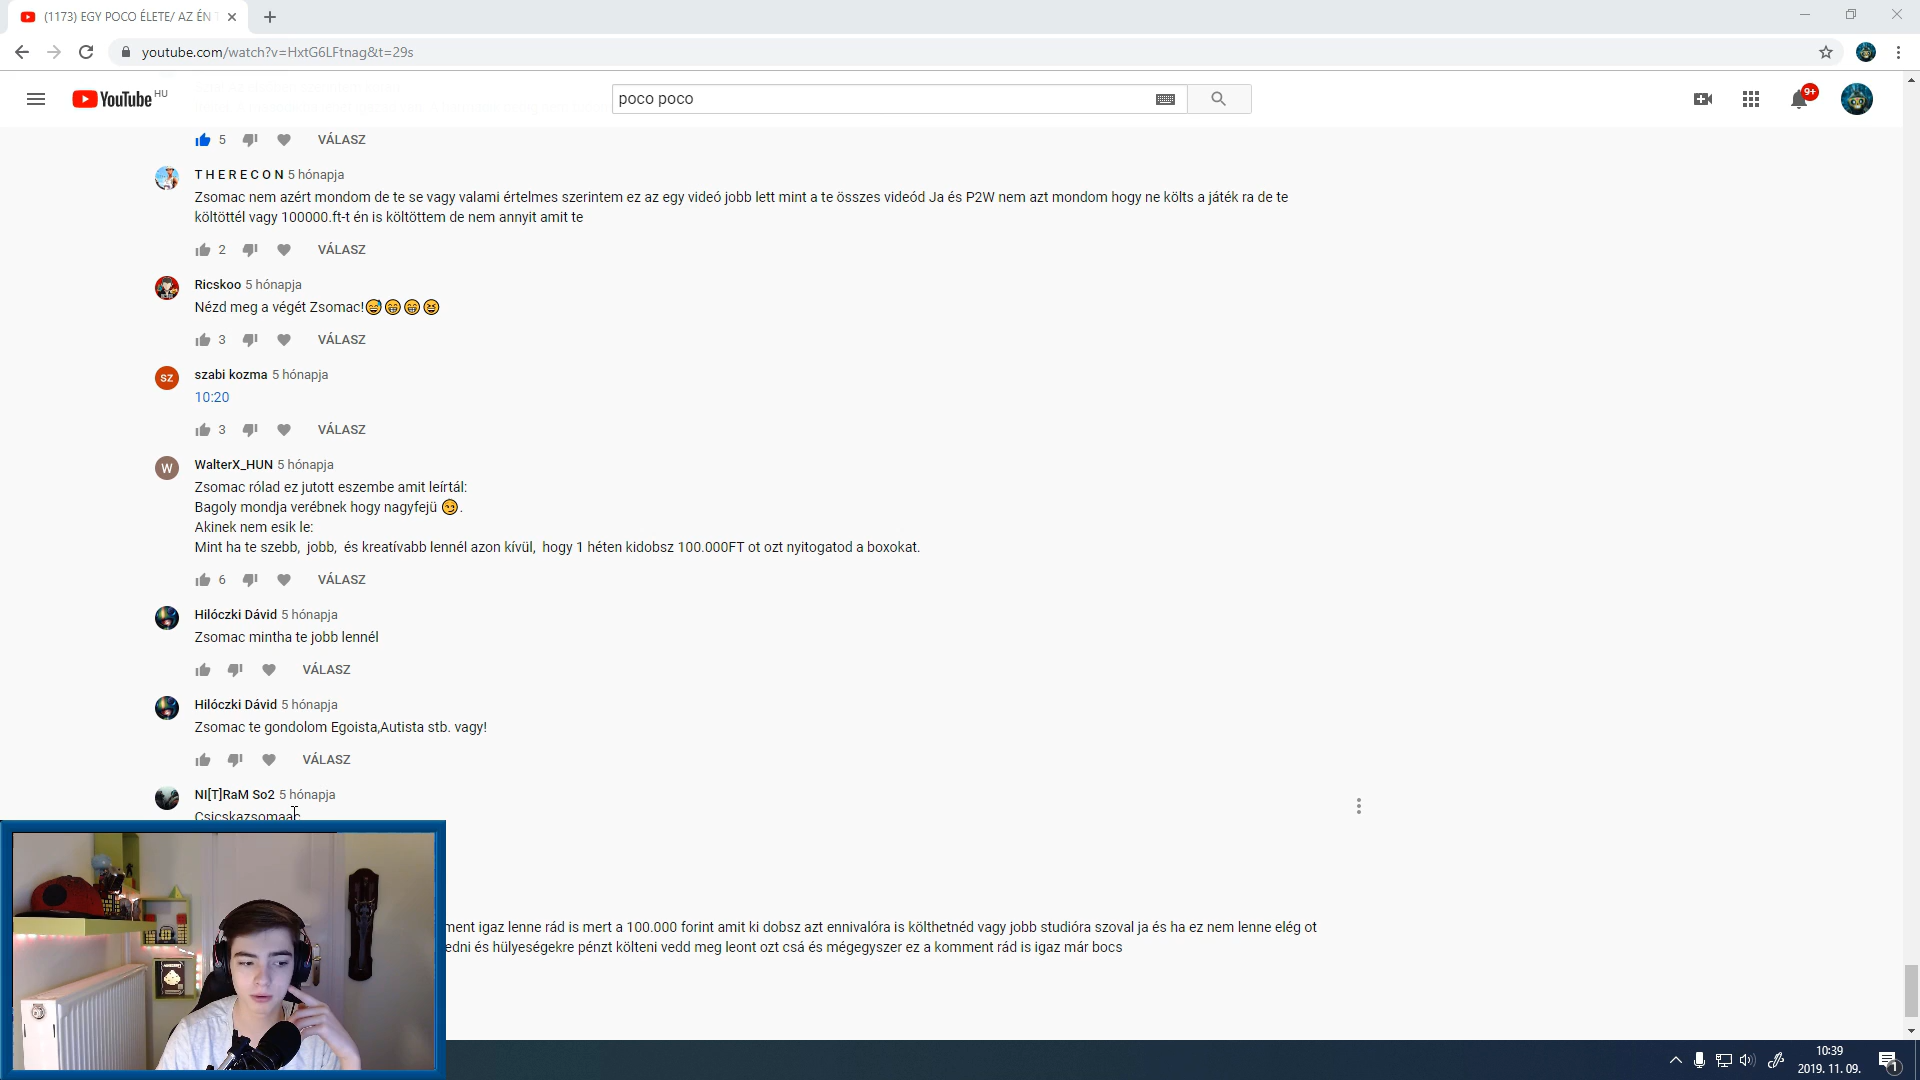 (1173) EGY POCO ÉLETE/ AZ ÉN
youtube.com/watch?v=HxtG6LFtnag&t=29s
YouTube HU
poco poco
9+
5 VÁLASZ
T H E R E C O N 5 hónapja
Zsomac nem azért mondom de te se vagy valami értelmes szerintem ez az egy videó jobb lett mint a te összes videód Ja és P2W nem azt mondom hogy ne költs a játék ra de te
költöttél vagy 100000.ft-t én is költöttem de nem annyit amit te
2 VÁLASZ
Ricskoo 5 hónapja
Nézd meg a végét Zsomac!😅😁😁😆
3 VÁLASZ
SZ
szabi kozma 5 hónapja
10:20
3 VÁLASZ
W
WalterX_HUN 5 hónapja
Zsomac rólad ez jutott eszembe amit leírtál:
Bagoly mondja verébnek hogy nagyfejü 😏.
Akinek nem esik le:
Mint ha te szebb, jobb, és kreatívabb lennél azon kívül, hogy 1 héten kidobsz 100.000FT ot ozt nyitogatod a boxokat.
6 VÁLASZ
Hilóczki Dávid 5 hónapja
Zsomac mintha te jobb lennél
VÁLASZ
Hilóczki Dávid 5 hónapja
Zsomac te gondolom Egoista,Autista stb. vagy!
VÁLASZ
NI[T]RaM So2 5 hónapja
Csicskazsomaac
ment igaz lenne rád is mert a 100.000 forint amit ki dobsz azt ennivalóra is költhetnéd vagy jobb studióra szoval ja és ha ez nem lenne elég ot
edni és hülyeségekre pénzt költeni vedd meg leont ozt csá és mégegyszer ez a komment rád is igaz már bocs
10:39
2019. 11. 09.
1